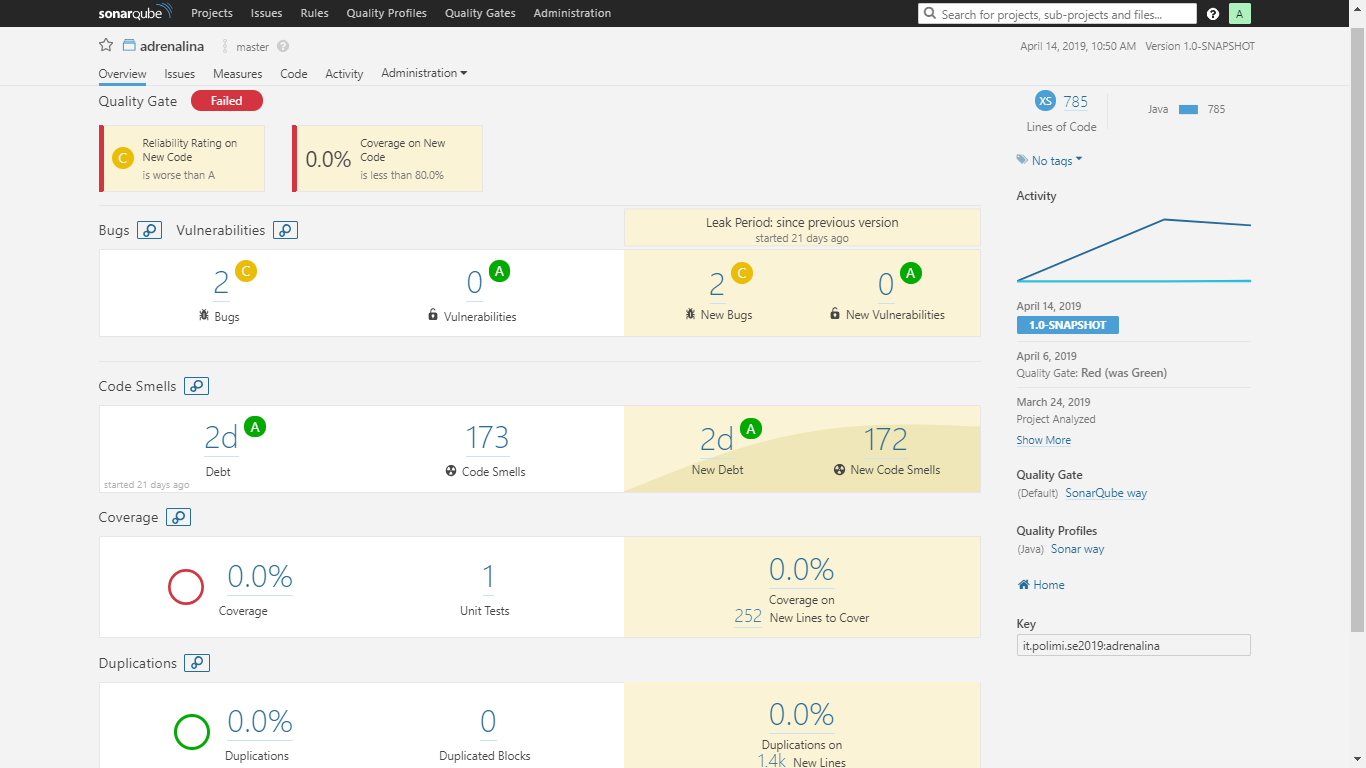 sonarqube Projects Issues Rules Quality Profiles Quality Gates Administration Search for projects, sub-projects and files... ? A
adrenalina master ? April 14, 2019, 10:50 AM Version 1.0-SNAPSHOT
Overview Issues Measures Code Activity Administration
Quality Gate Failed
C Reliability Rating on
New Code
is worse than A
0.0% Coverage on New
Code
is less than 80.0%
Bugs Vulnerabilities
Leak Period: since previous version
started 21 days ago
2 C
Bugs
0 A
Vulnerabilities
2 C
New Bugs
0 A
New Vulnerabilities
Code Smells
2d A
Debt
started 21 days ago
173
Code Smells
2d A
New Debt
172
New Code Smells
Coverage
0.0%
Coverage
1
Unit Tests
0.0%
Coverage on
252 New Lines to Cover
Duplications
0.0%
Duplications
0
Duplicated Blocks
0.0%
Duplications on
1.4k New Lines
XS 785
Lines of Code
Java 785
No tags
Activity
April 14, 2019
1.0-SNAPSHOT
April 6, 2019
Quality Gate: Red (was Green)
March 24, 2019
Project Analyzed
Show More
Quality Gate
(Default) SonarQube way
Quality Profiles
(Java) Sonar way
Home
Key
it.polimi.se2019:adrenalina